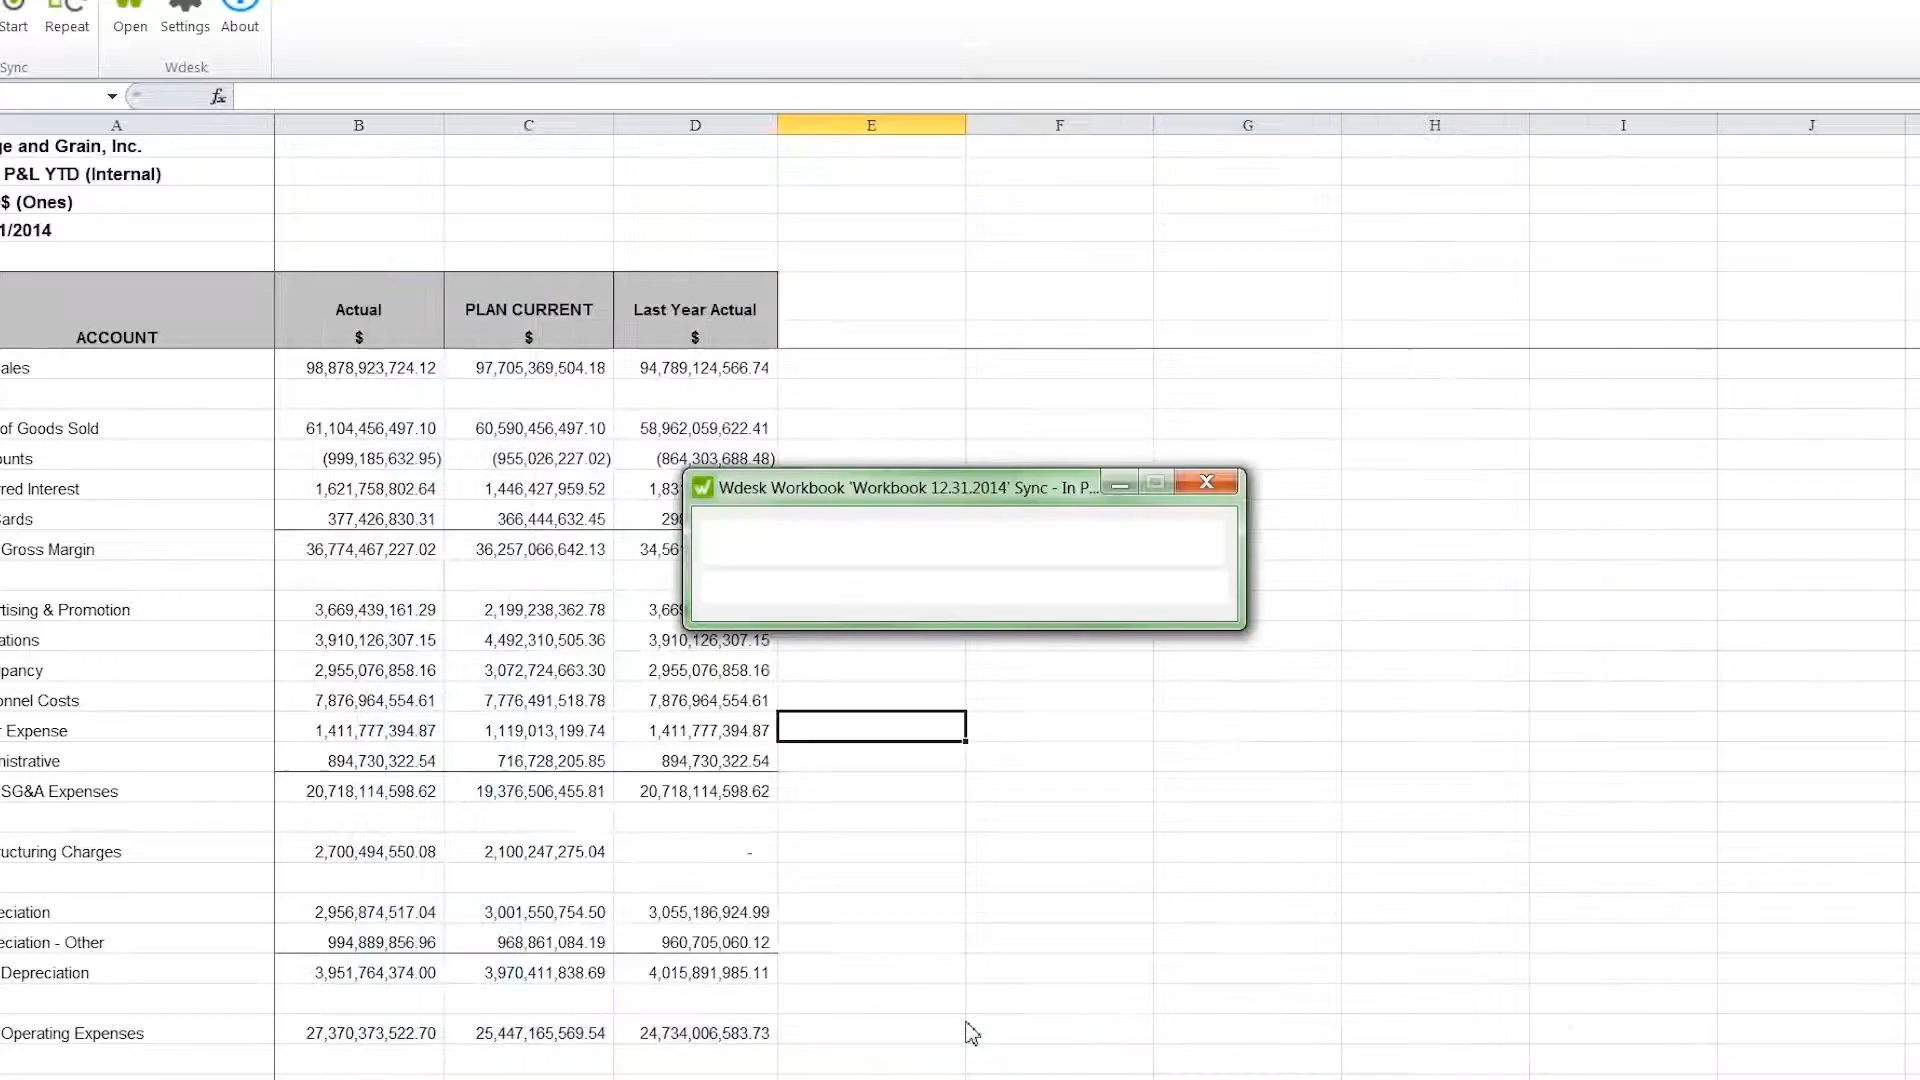 Start Repeat Open Settings About
Sync Wdesk
fx
A B C D E F G H I J
ge and Grain, Inc.
P&L YTD (Internal)
$ (Ones)
1/2014
Actual PLAN CURRENT Last Year Actual
ACCOUNT $ $ $
ales 98,878,923,724.12 97,705,369,504.18 94,789,124,566.74
of Goods Sold 61,104,456,497.10 60,590,456,497.10 58,962,059,622.41
ounts (999,185,632.95) (955,026,227.02) (864,303,688.48)
red Interest 1,621,758,802.64 1,446,427,959.52 1,83
Wdesk Workbook 'Workbook 12.31.2014' Sync - In P...
ards 377,426,830.31 366,444,632.45 298
Gross Margin 36,774,467,227.02 36,257,066,642.13 34,56
tising & Promotion 3,669,439,161.29 2,199,238,362.78 3,669
ations 3,910,126,307.15 4,492,310,505.36 3,910,126,307.15
pancy 2,955,076,858.16 3,072,724,663.30 2,955,076,858.16
onnel Costs 7,876,964,554.61 7,776,491,518.78 7,876,964,554.61
r Expense 1,411,777,394.87 1,119,013,199.74 1,411,777,394.87
nistrative 894,730,322.54 716,728,205.85 894,730,322.54
SG&A Expenses 20,718,114,598.62 19,376,506,455.81 20,718,114,598.62
ructuring Charges 2,700,494,550.08 2,100,247,275.04 -
eciation 2,956,874,517.04 3,001,550,754.50 3,055,186,924.99
eciation - Other 994,889,856.96 968,861,084.19 960,705,060.12
Depreciation 3,951,764,374.00 3,970,411,838.69 4,015,891,985.11
Operating Expenses 27,370,373,522.70 25,447,165,569.54 24,734,006,583.73